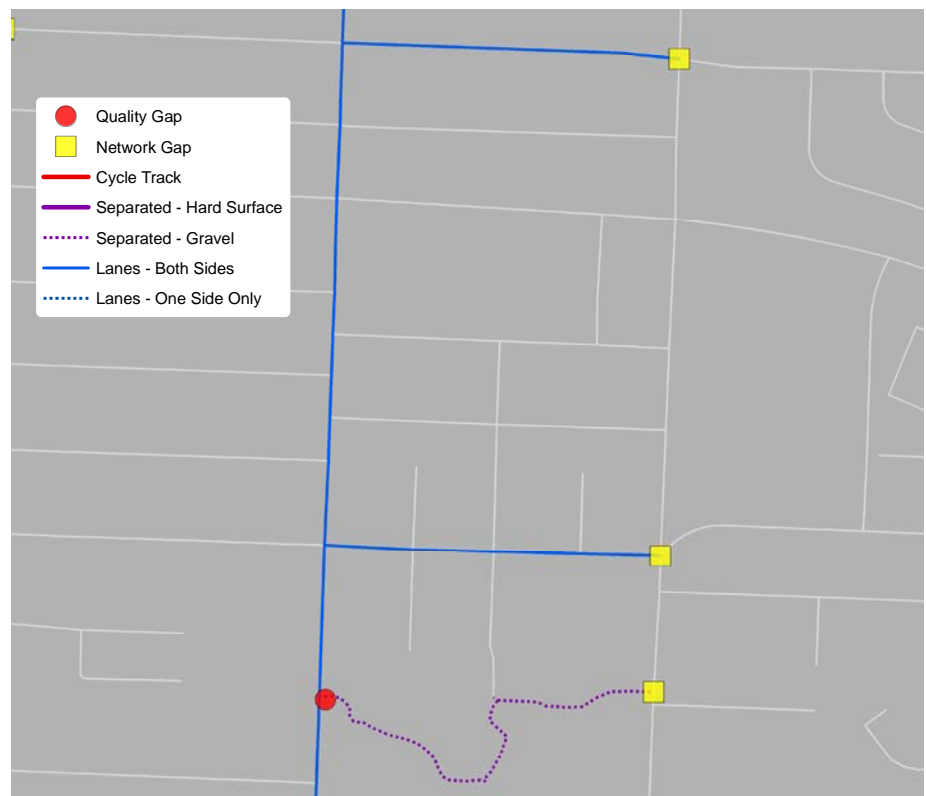 Quality Gap
Network Gap
Cycle Track
Separated - Hard Surface
Separated - Gravel
Lanes - Both Sides
Lanes - One Side Only